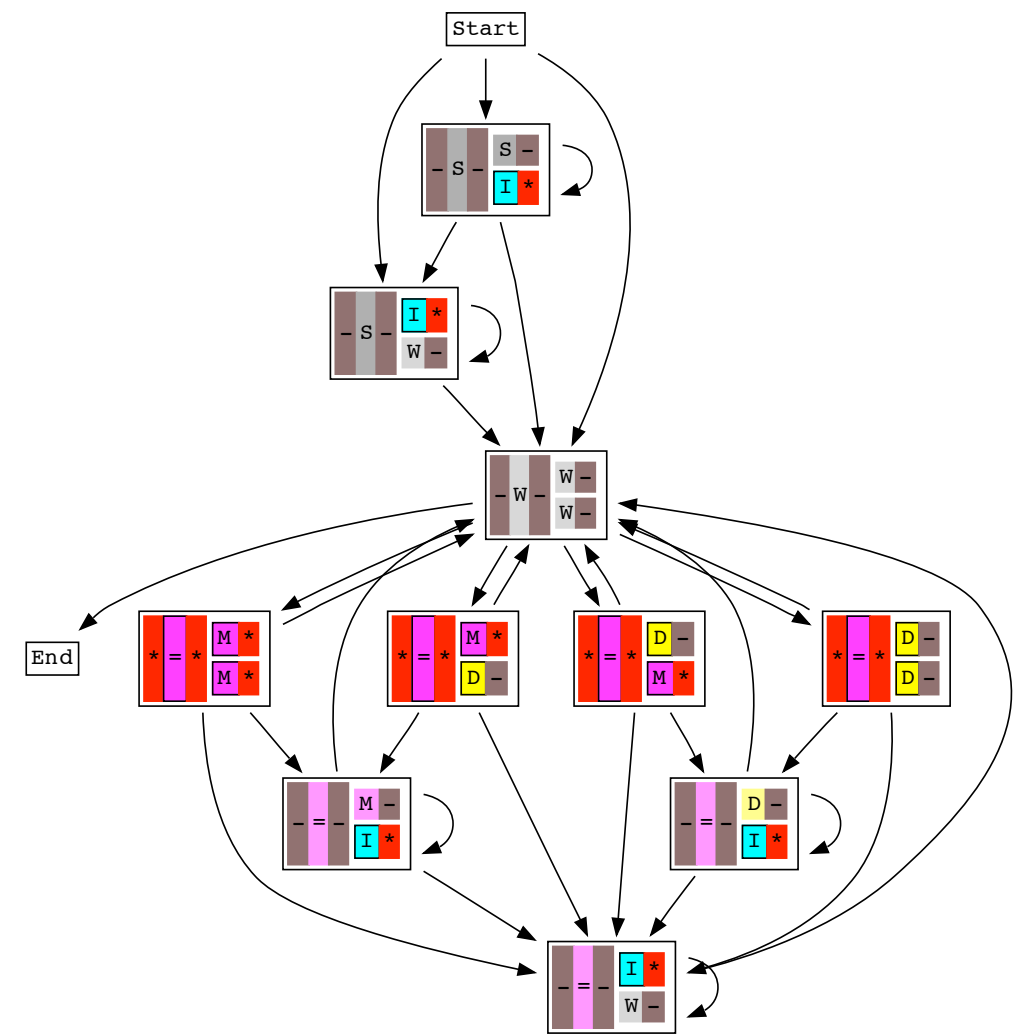 Start
- S - S -
I *
- S - I *
W -
- W - W -
W -
End
* = * M *
M *
* = * M *
D -
* = * D -
M *
* = * D -
D -
- = - M -
I *
- = - D -
I *
- = - I *
W -